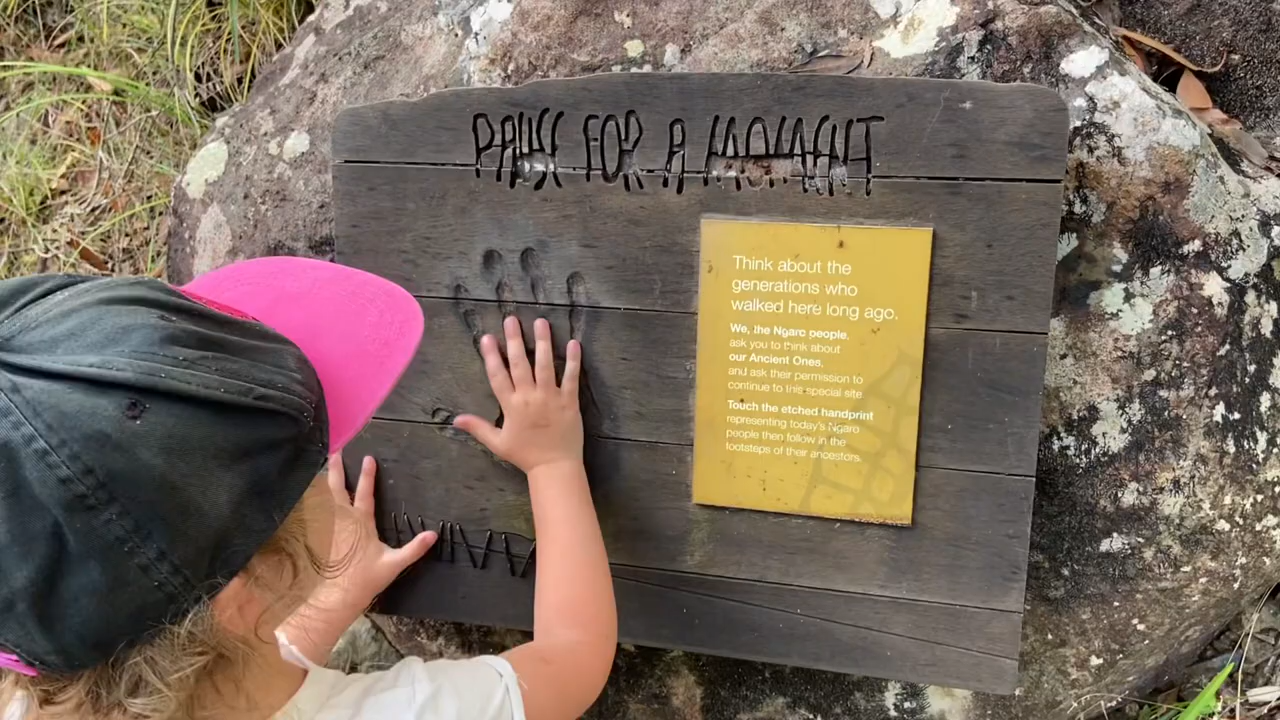 PAUSE FOR A MOMENT
Think about the
generations who
walked here long ago.
We, the Ngaro people,
ask you to think about
our Ancient Ones,
and ask their permission to
continue to this special site.
Touch the etched handprint
representing today's Ngaro
people then follow in the
footsteps of their ancestors.